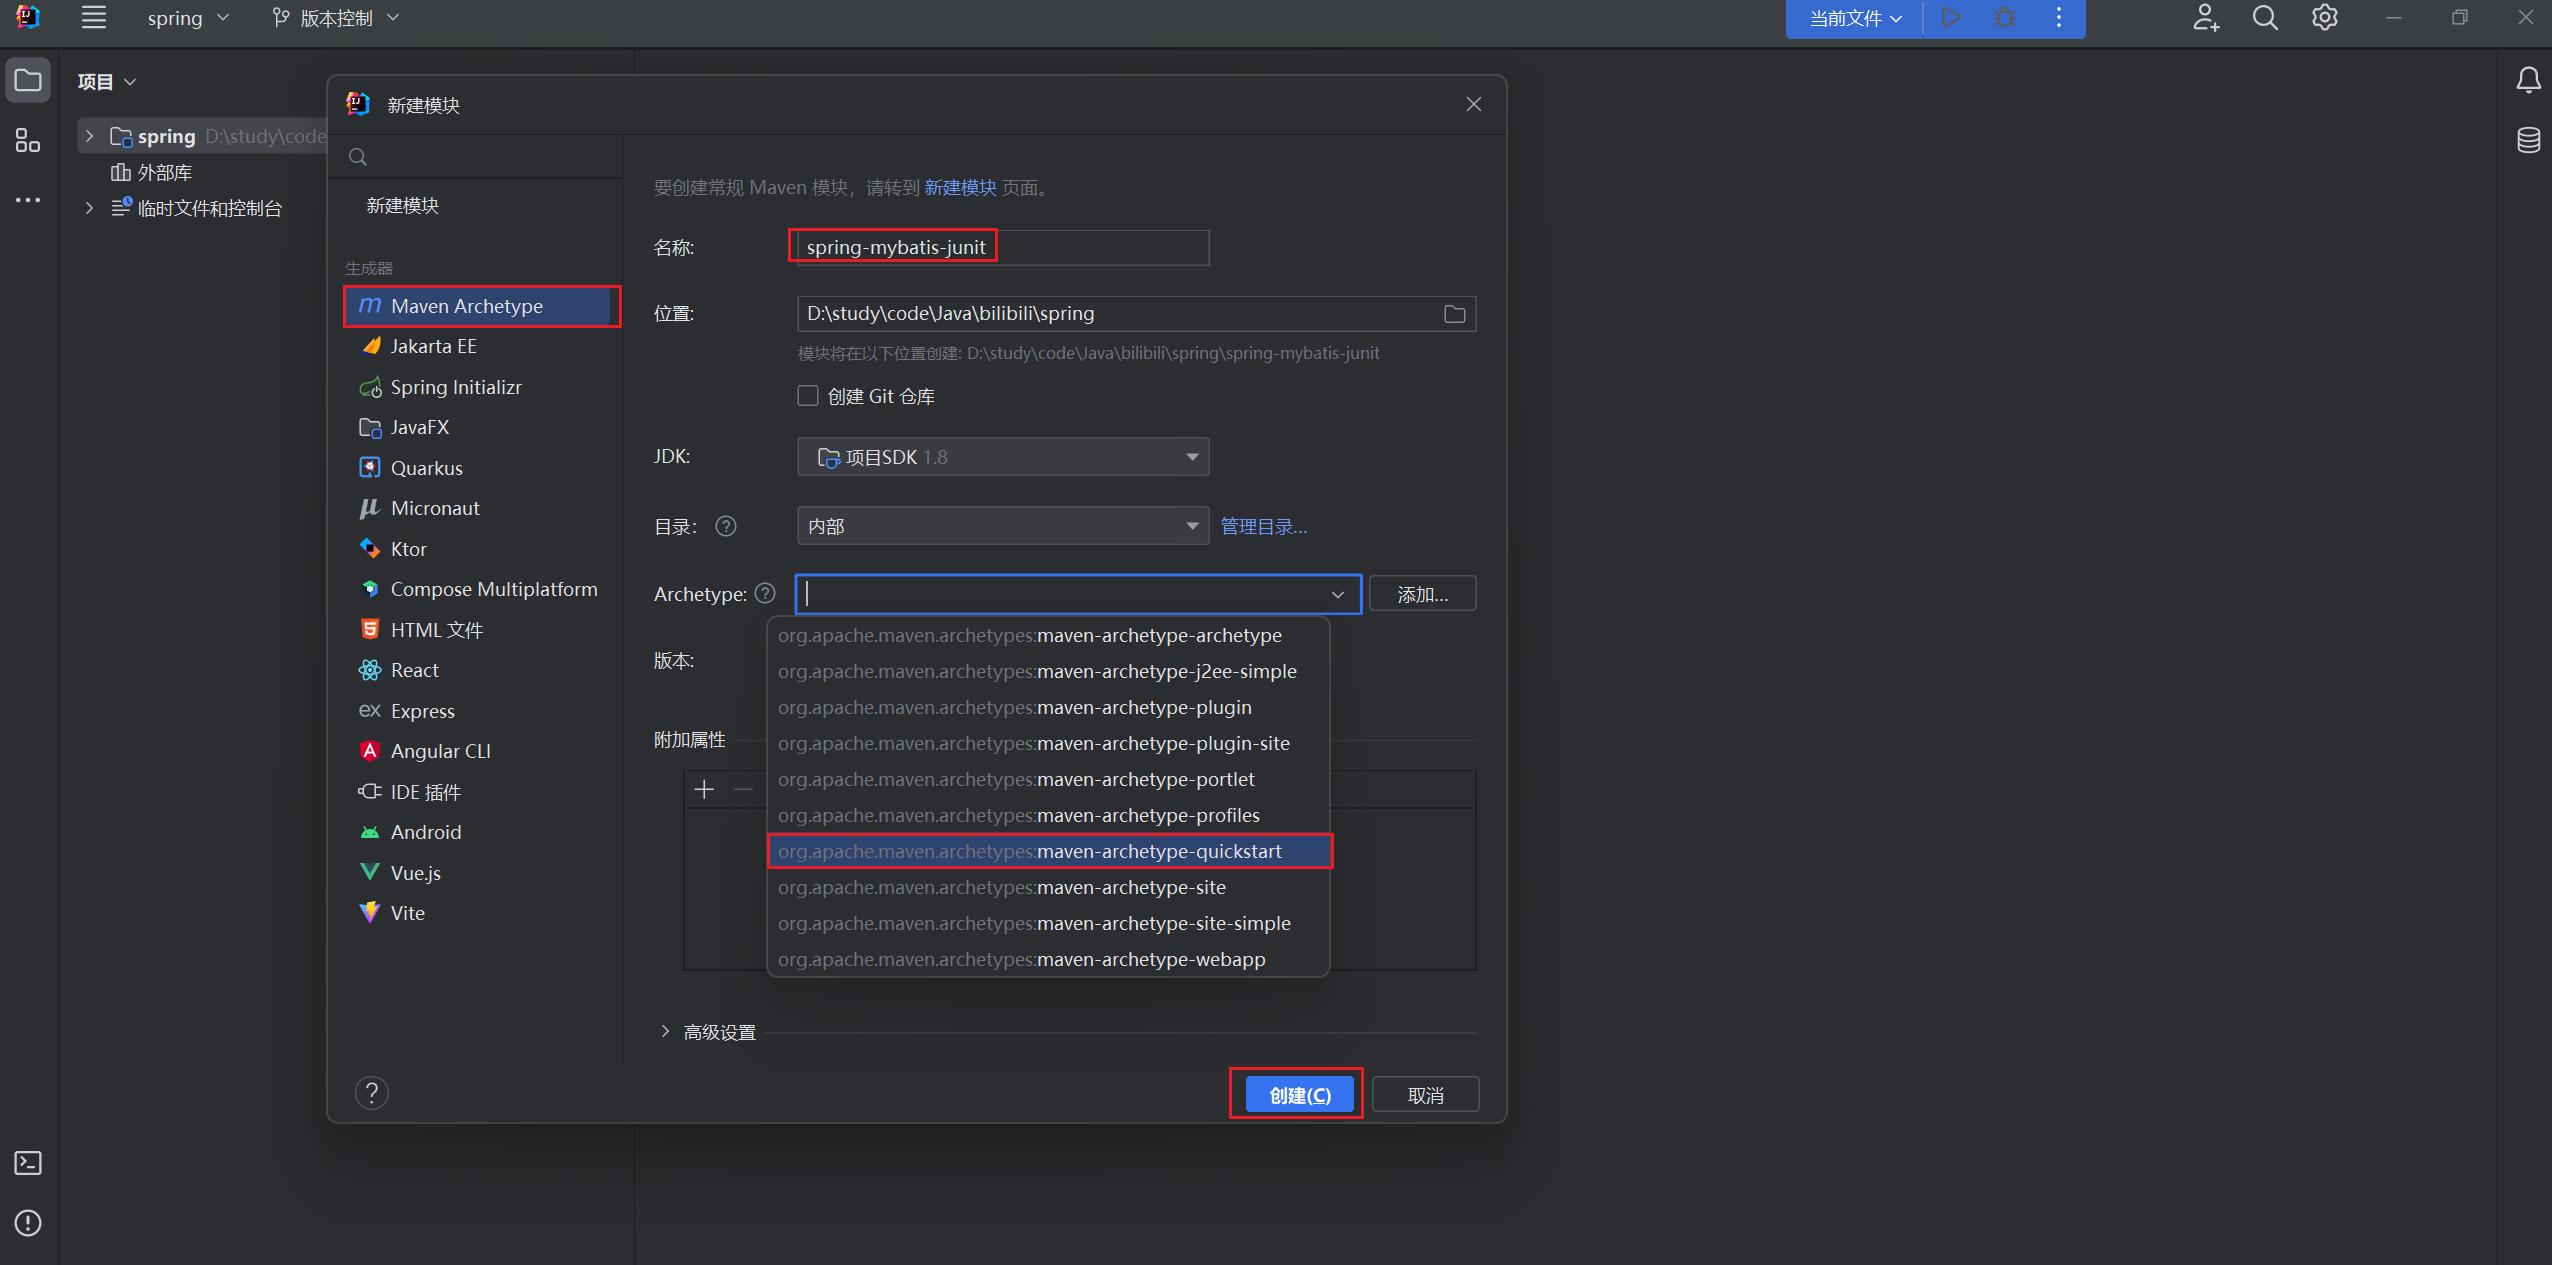 spring
版本控制
当前文件
项目
spring D:\study\code
外部库
临时文件和控制台
新建模块
新建模块
生成器
Maven Archetype
Jakarta EE
Spring Initializr
JavaFX
Quarkus
Micronaut
Ktor
Compose Multiplatform
HTML 文件
React
Express
Angular CLI
IDE 插件
Android
Vue.js
Vite
要创建常规 Maven 模块，请转到 新建模块 页面。
名称:
spring-mybatis-junit
位置:
D:\study\code\Java\bilibili\spring
模块将在以下位置创建: D:\study\code\Java\bilibili\spring\spring-mybatis-junit
创建 Git 仓库
JDK:
项目SDK 1.8
目录:
内部
管理目录...
Archetype:
添加...
org.apache.maven.archetypes:maven-archetype-archetype
org.apache.maven.archetypes:maven-archetype-j2ee-simple
版本:
org.apache.maven.archetypes:maven-archetype-plugin
org.apache.maven.archetypes:maven-archetype-plugin-site
附加属性
org.apache.maven.archetypes:maven-archetype-portlet
org.apache.maven.archetypes:maven-archetype-profiles
org.apache.maven.archetypes:maven-archetype-quickstart
org.apache.maven.archetypes:maven-archetype-site
org.apache.maven.archetypes:maven-archetype-site-simple
org.apache.maven.archetypes:maven-archetype-webapp
高级设置
创建(C)
取消